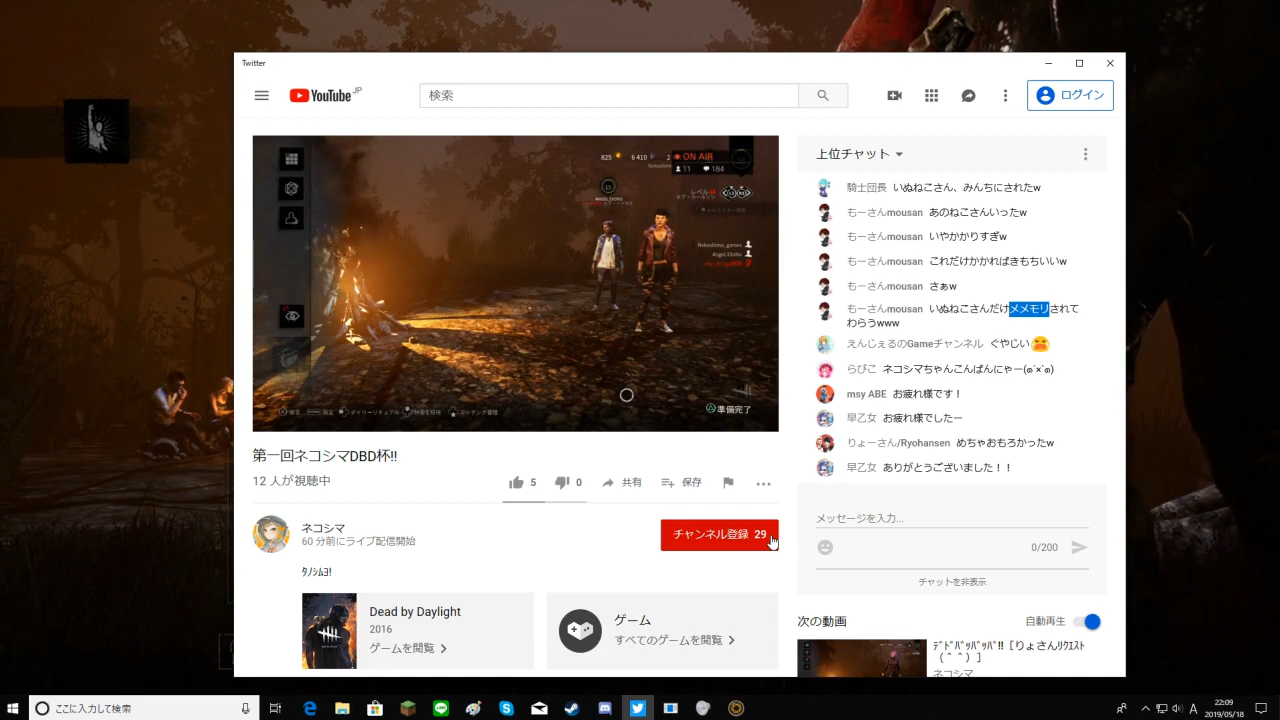 Twitter
YouTube JP
検索
ログイン
825
6 410
2
ON AIR
11
184
15
Nekoshima_games
準備完了
第一回ネコシマDBD杯!!
12 人が視聴中
5
0
共有
保存
ネコシマ
60 分前にライブ配信開始
チャンネル登録 29
ﾀﾉｼﾑﾖ!
Dead by Daylight
2016
ゲームを閲覧
ゲーム
すべてのゲームを閲覧
上位チャット
騎士団長 いぬねこさん、みんちにされたw
もーさんmousan あのねこさんいったw
もーさんmousan いやかかりすぎw
もーさんmousan これだけかかればきもちいいw
もーさんmousan さぁw
もーさんmousan いぬねこさんだけメメモリされて
わらうwww
えんじぇるのGameチャンネル ぐやじい😫
らびこ ネコシマちゃんこんばんにゃー(๑´×`๑)
msy ABE お疲れ様です！
早乙女 お疲れ様でしたー
りょーさん/Ryohansen めちゃおもろかったw
早乙女 ありがとうございました！！
メッセージを入力...
0/200
チャットを非表示
次の動画
自動再生
ﾃﾞﾄﾞﾊﾞｯﾊﾞｯﾊﾞ!!［りょさんﾘｸｴｽﾄ
（＾＾）］
ネコシマ
ここに入力して検索
A
22:09
2019/05/18